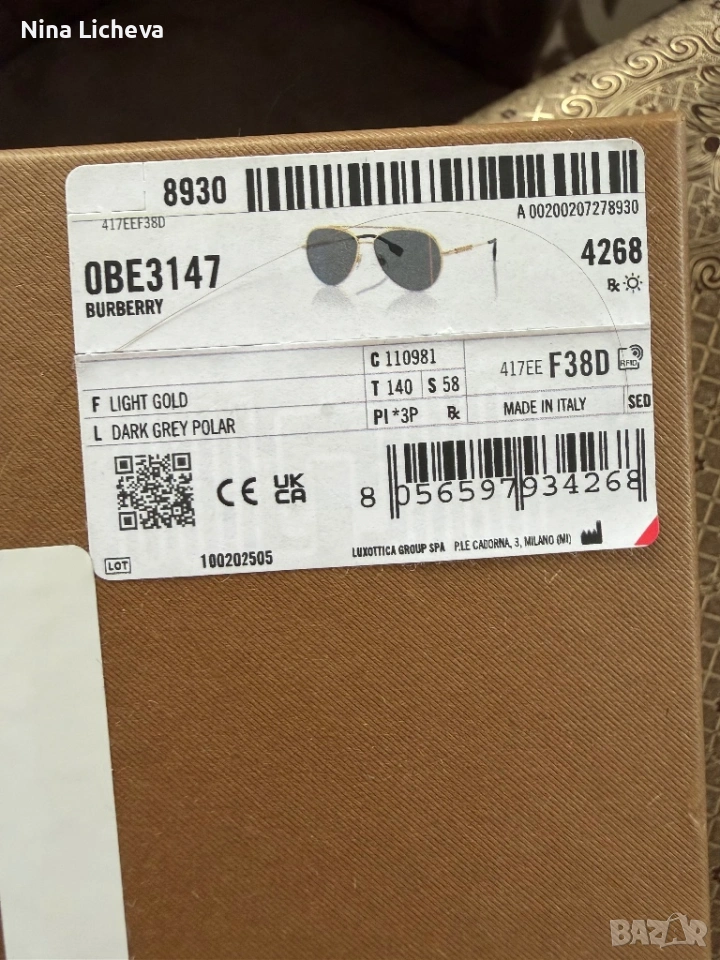 Nina Licheva
8930
A 00200207278930
417EEF38D
0BE3147
BURBERRY
4268
Rx
F LIGHT GOLD
L DARK GREY POLAR
C 110981
T 140 S 58
PI *3P Rx
417EE F38D
RFID
MADE IN ITALY
SED
CE UK CA
8 056597 934268
LOT
100202505
LUXOTTICA GROUP SPA P.LE CADORNA, 3, MILANO (MI)
BAZAR